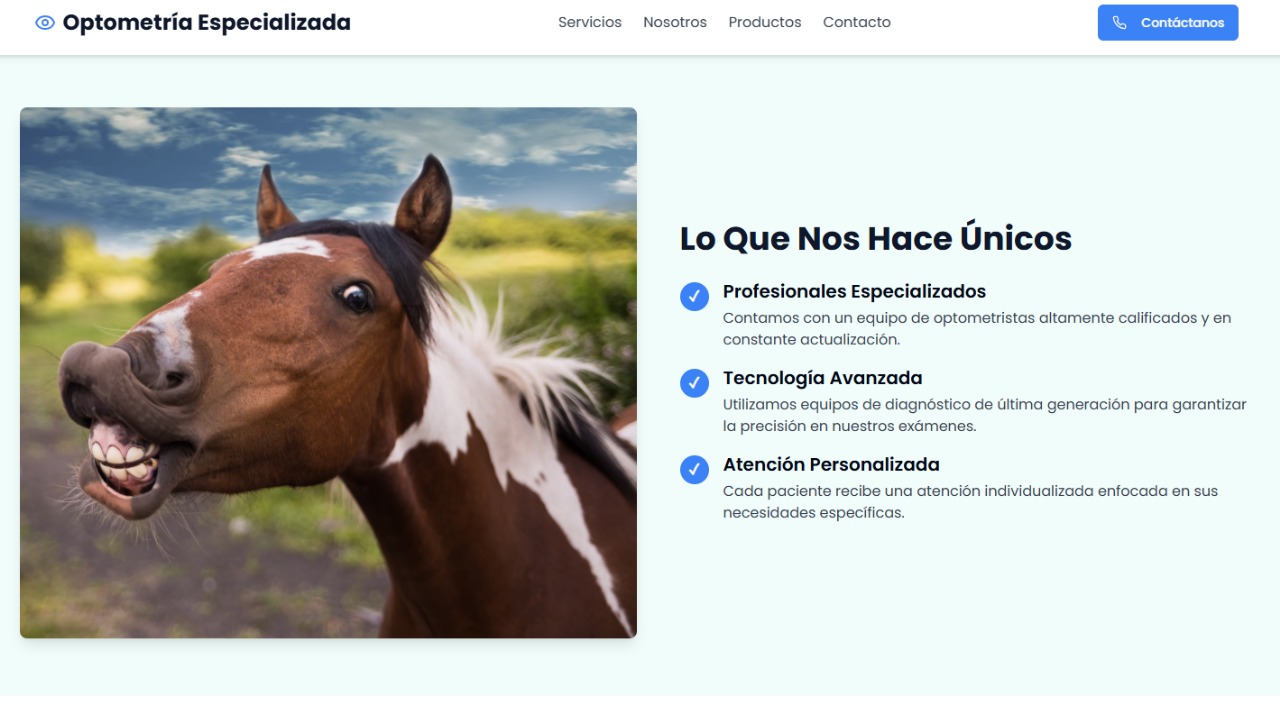 Optometría Especializada
Servicios Nosotros Productos Contacto
Contáctanos
Lo Que Nos Hace Únicos
Profesionales Especializados
Contamos con un equipo de optometristas altamente calificados y en
constante actualización.
Tecnología Avanzada
Utilizamos equipos de diagnóstico de última generación para garantizar
la precisión en nuestros exámenes.
Atención Personalizada
Cada paciente recibe una atención individualizada enfocada en sus
necesidades específicas.